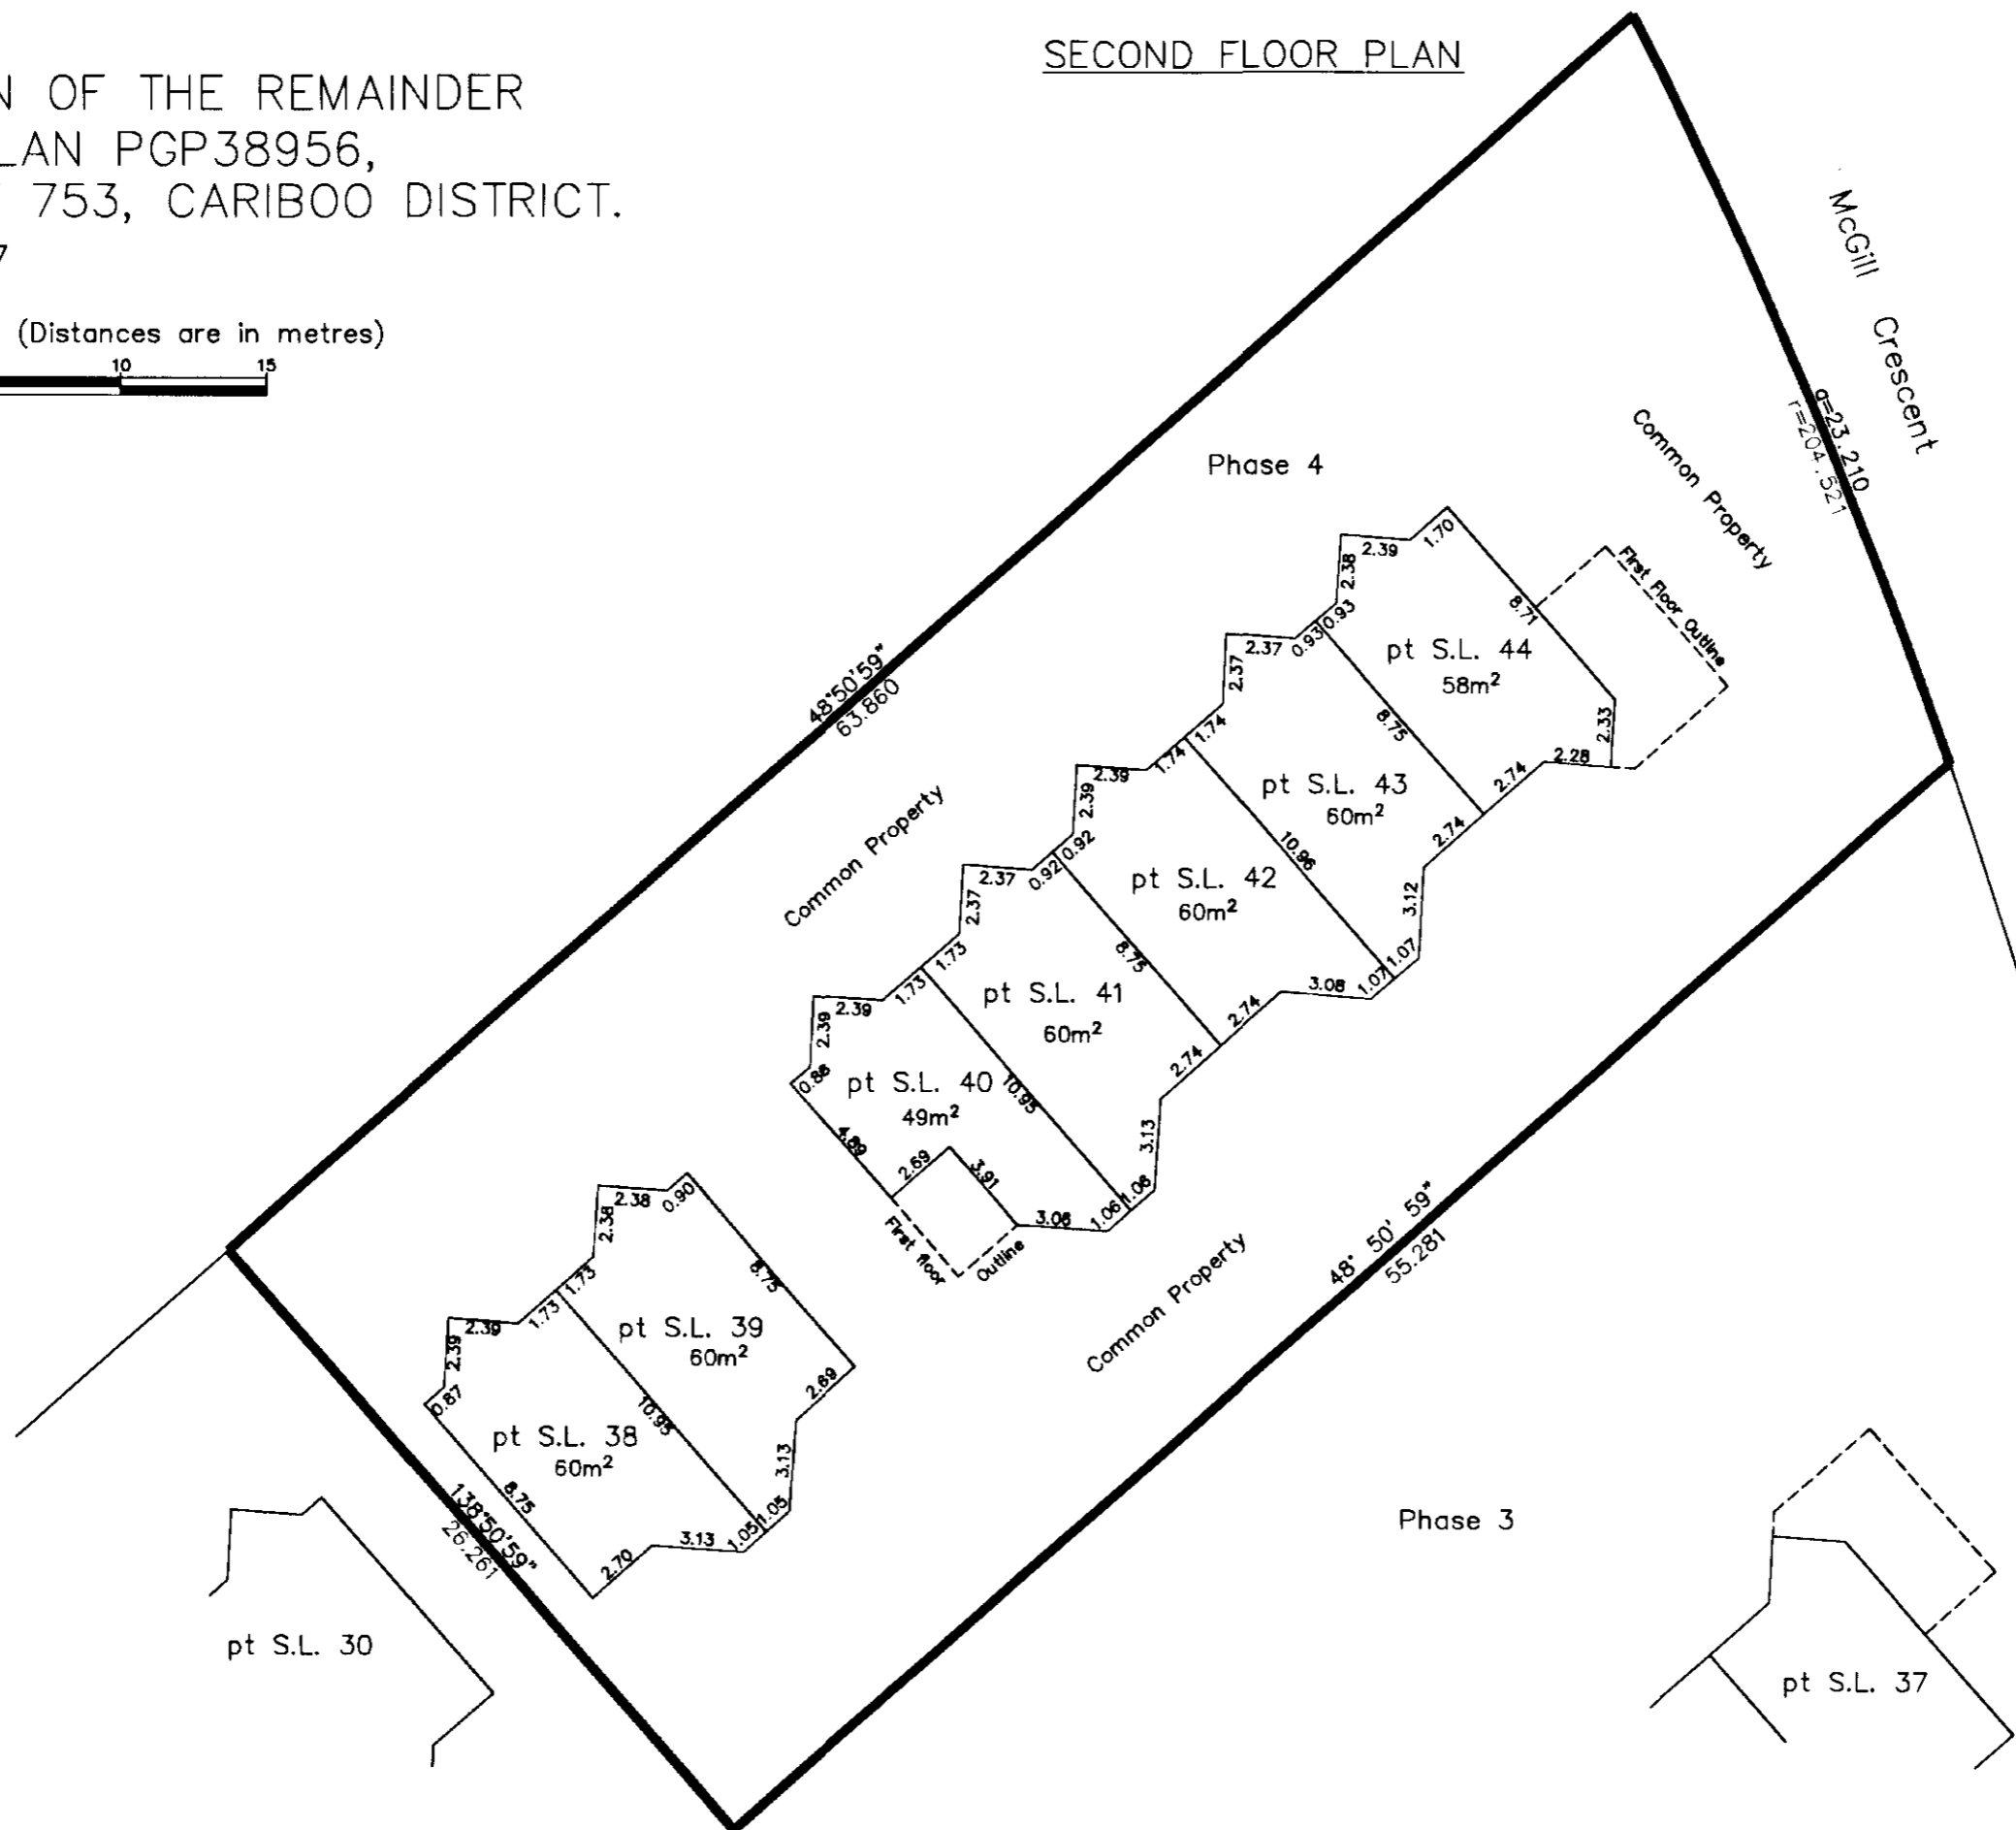 SECOND FLOOR PLAN
N OF THE REMAINDER
LAN PGP38956,
753, CARIBOO DISTRICT.
(Distances are in metres)
10 15
McGill Crescent
a=23.210
r=204.521
Common Property
Phase 4
First Floor Outline
48°50'59"
63.860
1.70
2.39
2.38
0.93
8.71
pt S.L. 44
58m²
2.33
2.28
2.74
8.75
0.93
2.37
2.37
1.74
pt S.L. 43
60m²
2.74
3.12
1.07
10.96
1.74
2.39
2.39
0.92
pt S.L. 42
60m²
1.07
3.08
2.74
8.75
Common Property
0.92
2.37
2.37
1.73
pt S.L. 41
60m²
2.74
3.13
1.06
10.95
1.73
2.39
2.39
0.86
pt S.L. 40
49m²
4.89
2.69
3.91
3.08
1.06
First floor
Outline
Common Property
48° 50' 59"
55.281
0.90
2.38
2.38
1.73
8.75
pt S.L. 39
60m²
2.69
3.13
1.05
10.95
1.73
2.39
2.39
0.87
pt S.L. 38
60m²
8.75
2.70
3.13
1.05
138°50'59"
26.261
Phase 3
pt S.L. 30
pt S.L. 37